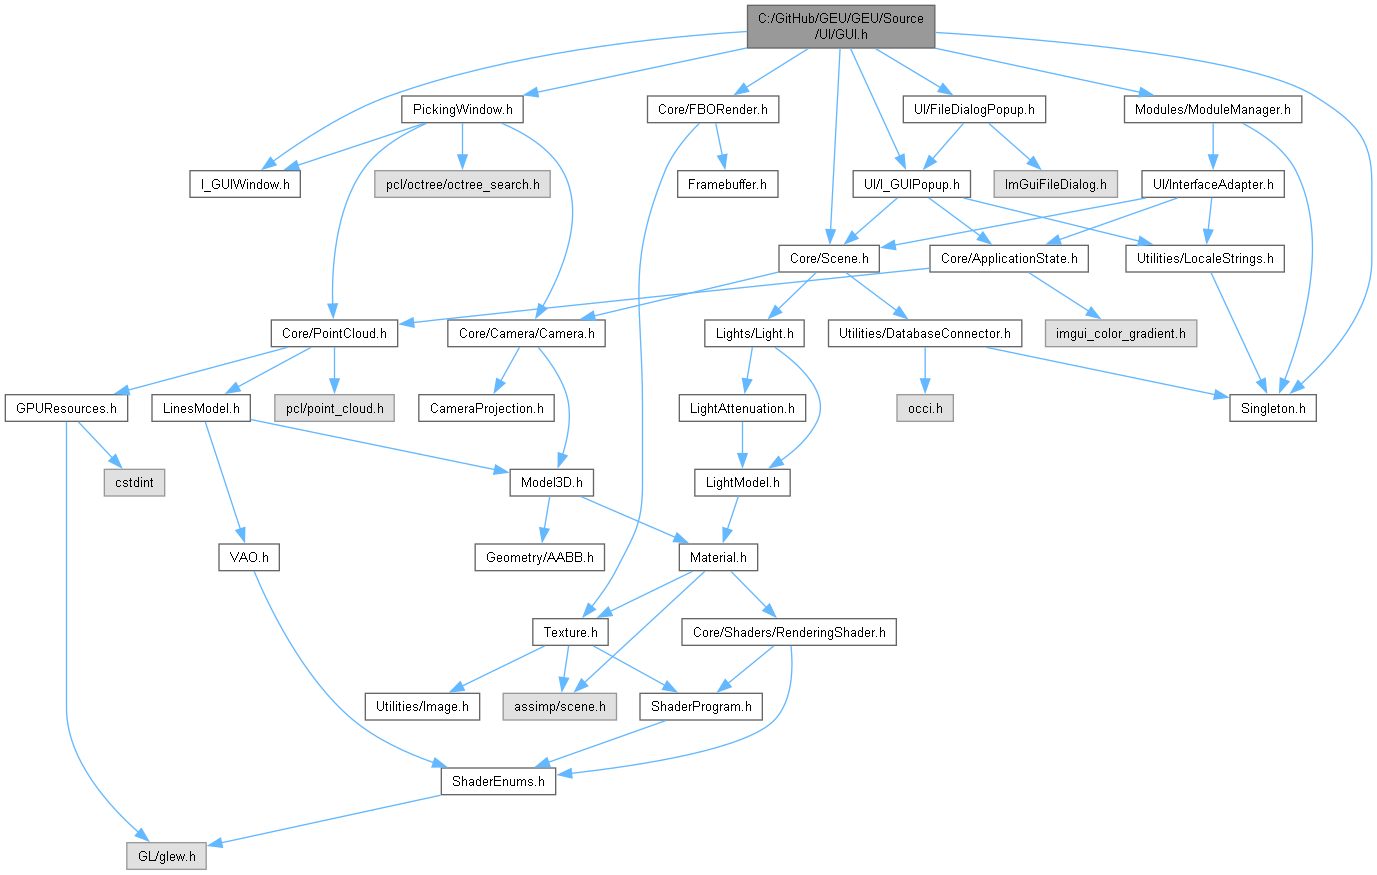 C:/GitHub/GEU/GEU/Source
/UI/GUI.h
PickingWindow.h
Core/FBORender.h
UI/FileDialogPopup.h
Modules/ModuleManager.h
I_GUIWindow.h
pcl/octree/octree_search.h
Framebuffer.h
UI/I_GUIPopup.h
ImGuiFileDialog.h
UI/InterfaceAdapter.h
Core/Scene.h
Core/ApplicationState.h
Utilities/LocaleStrings.h
Core/PointCloud.h
Core/Camera/Camera.h
Lights/Light.h
Utilities/DatabaseConnector.h
imgui_color_gradient.h
GPUResources.h
LinesModel.h
pcl/point_cloud.h
CameraProjection.h
LightAttenuation.h
occi.h
Singleton.h
cstdint
Model3D.h
LightModel.h
VAO.h
Geometry/AABB.h
Material.h
Texture.h
Core/Shaders/RenderingShader.h
Utilities/Image.h
assimp/scene.h
ShaderProgram.h
ShaderEnums.h
GL/glew.h